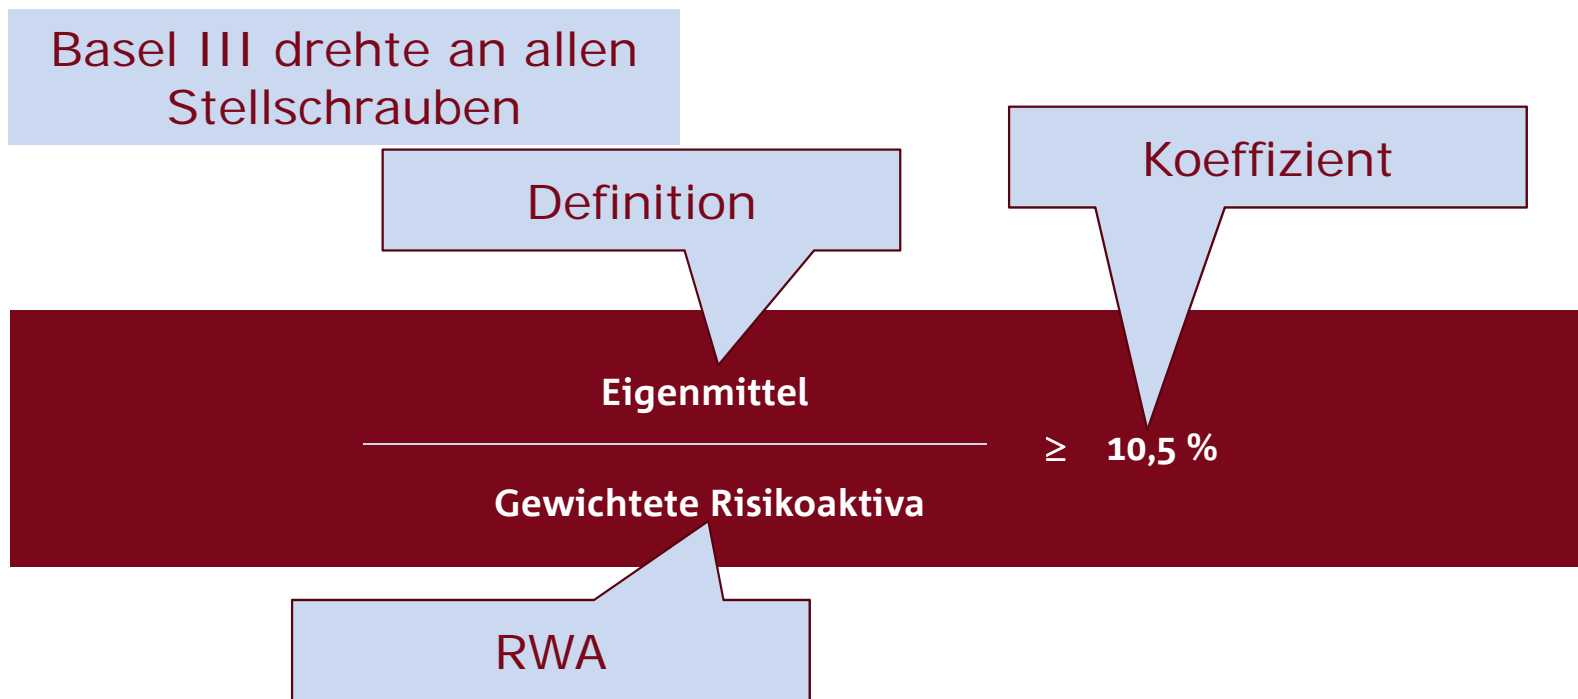 Basel III drehte an allen
Stellschrauben
Koeffizient
Definition
Eigenmittel
≥ 10,5 %
Gewichtete Risikoaktiva
RWA